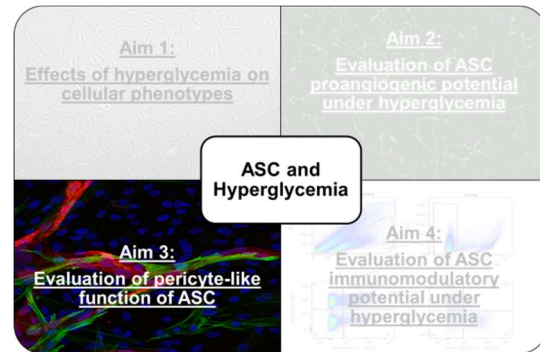 Aim 1:
Effects of hyperglycemia on
cellular phenotypes
Aim 2:
Evaluation of ASC
proangiogenic potential
under hyperglycemia
ASC and
Hyperglycemia
Aim 3:
Evaluation of pericyte-like
function of ASC
Aim 4:
Evaluation of ASC
immunomodulatory
potential under
hyperglycemia